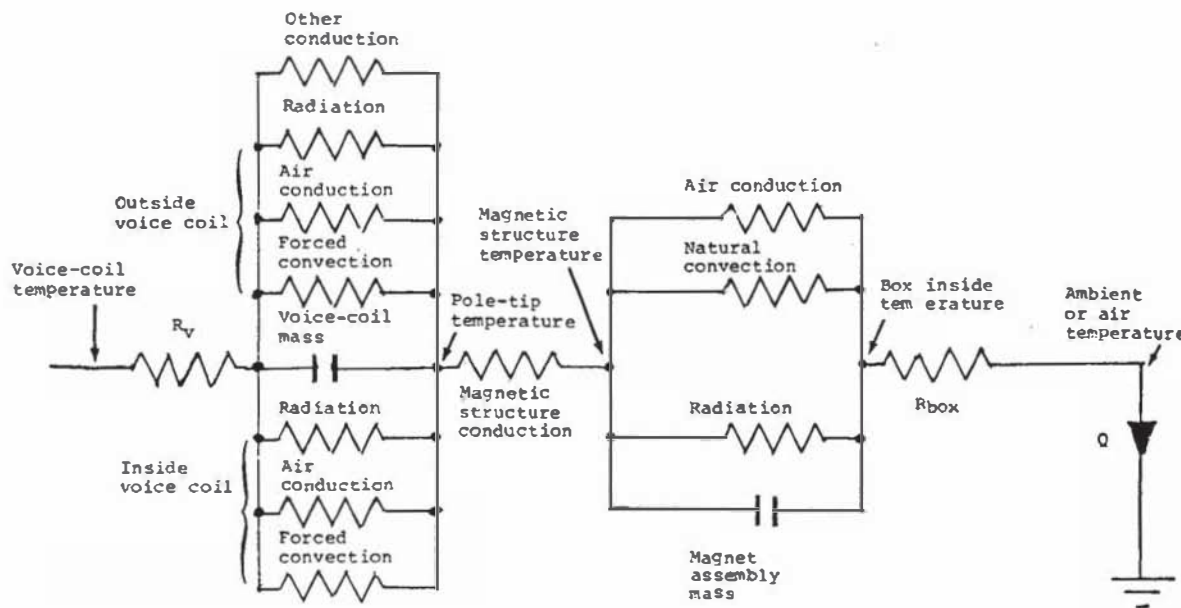 Other
conduction
Radiation
Air
conduction
Outside
voice coil
Forced
convection
Voice-coil
temperature
R_v
Voice-coil
mass
Pole-tip
temperature
Magnetic
structure
temperature
Magnetic
structure
conduction
Radiation
Inside
voice coil
Air
conduction
Forced
convection
Air conduction
Natural
convection
Radiation
Magnet
assembly
mass
Box inside
tem erature
R_box
Ambient
or air
temperature
Q